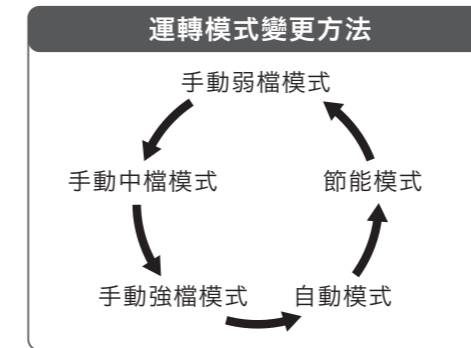 運轉模式變更方法
手動弱檔模式
手動中檔模式
節能模式
手動強檔模式
自動模式